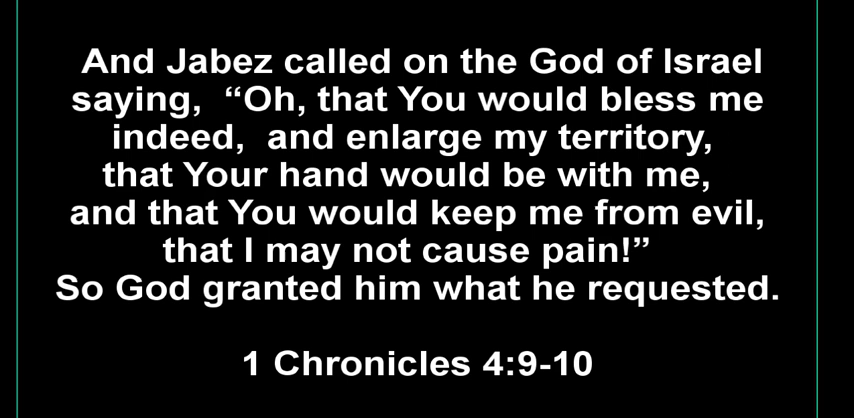 And Jabez called on the God of Israel
saying,  “Oh, that You would bless me
indeed,  and enlarge my territory,
that Your hand would be with me,
and that You would keep me from evil,
that I may not cause pain!”
So God granted him what he requested.
1 Chronicles 4:9-10